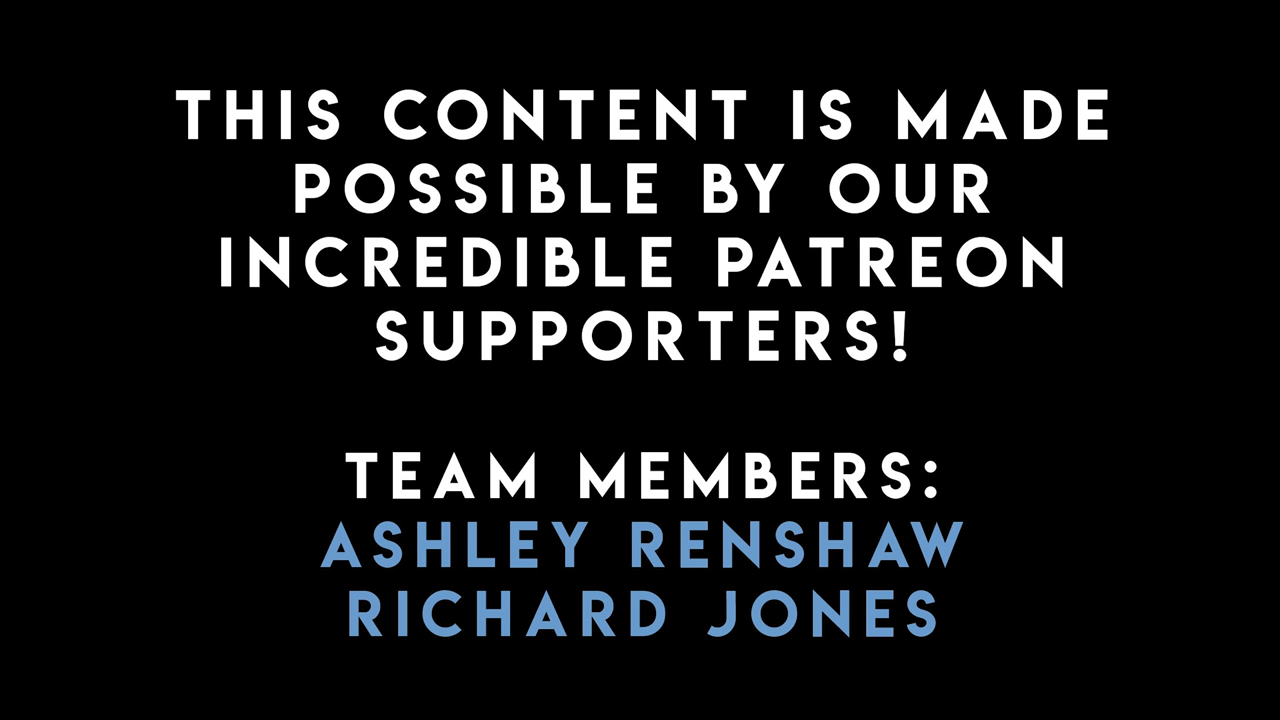 THIS CONTENT IS MADE
POSSIBLE BY OUR
INCREDIBLE PATREON
SUPPORTERS!
TEAM MEMBERS:
ASHLEY RENSHAW
RICHARD JONES